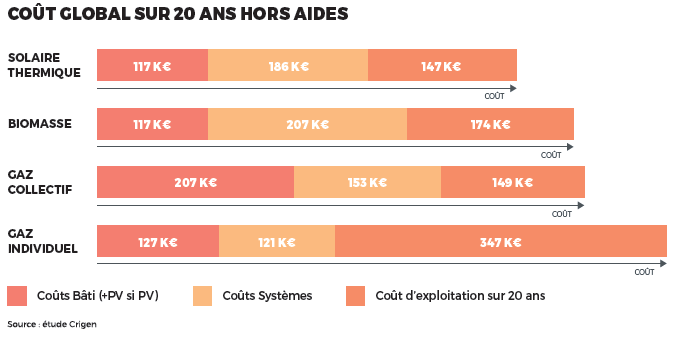 COÛT GLOBAL SUR 20 ANS HORS AIDES
SOLAIRE
THERMIQUE
117 K€ 186 K€ 147 K€
COÛT
BIOMASSE
117 K€ 207 K€ 174 K€
COÛT
GAZ
COLLECTIF
207 K€ 153 K€ 149 K€
COÛT
GAZ
INDIVIDUEL
127 K€ 121 K€ 347 K€
COÛT
Coûts Bâti (+PV si PV) Coûts Systèmes Coût d'exploitation sur 20 ans
Source : étude Crigen